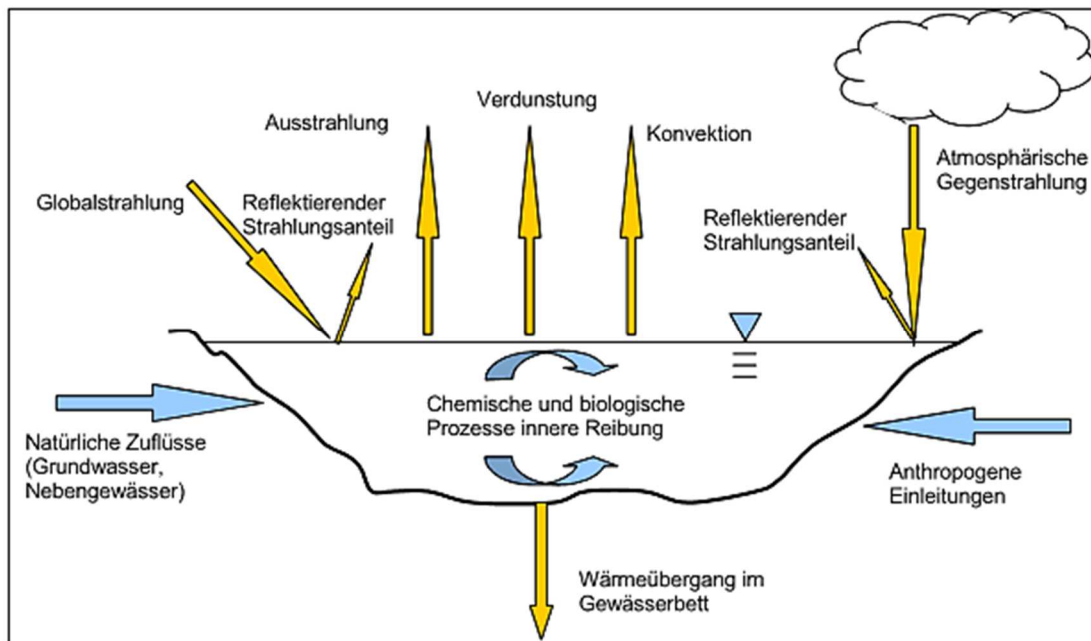 Verdunstung
Ausstrahlung
Konvektion
Atmosphärische
Gegenstrahlung
Globalstrahlung
Reflektierender
Strahlungsanteil
Reflektierender
Strahlungsanteil
Chemische und biologische
Prozesse innere Reibung
Natürliche Zuflüsse
(Grundwasser,
Nebengewässer)
Anthropogene
Einleitungen
Wärmeübergang im
Gewässerbett